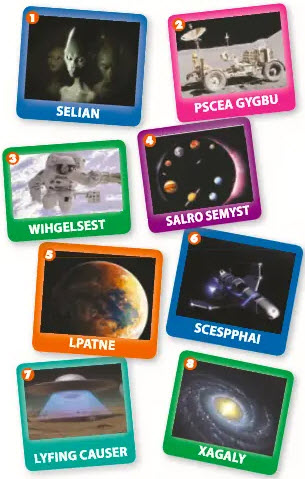 1
SELIAN
2
PSCEA GYGBU
3
WIHGELSEST
4
SALRO SEMYST
5
LPATNE
6
SCESPPHAI
7
LYFING CAUSER
8
XAGALY